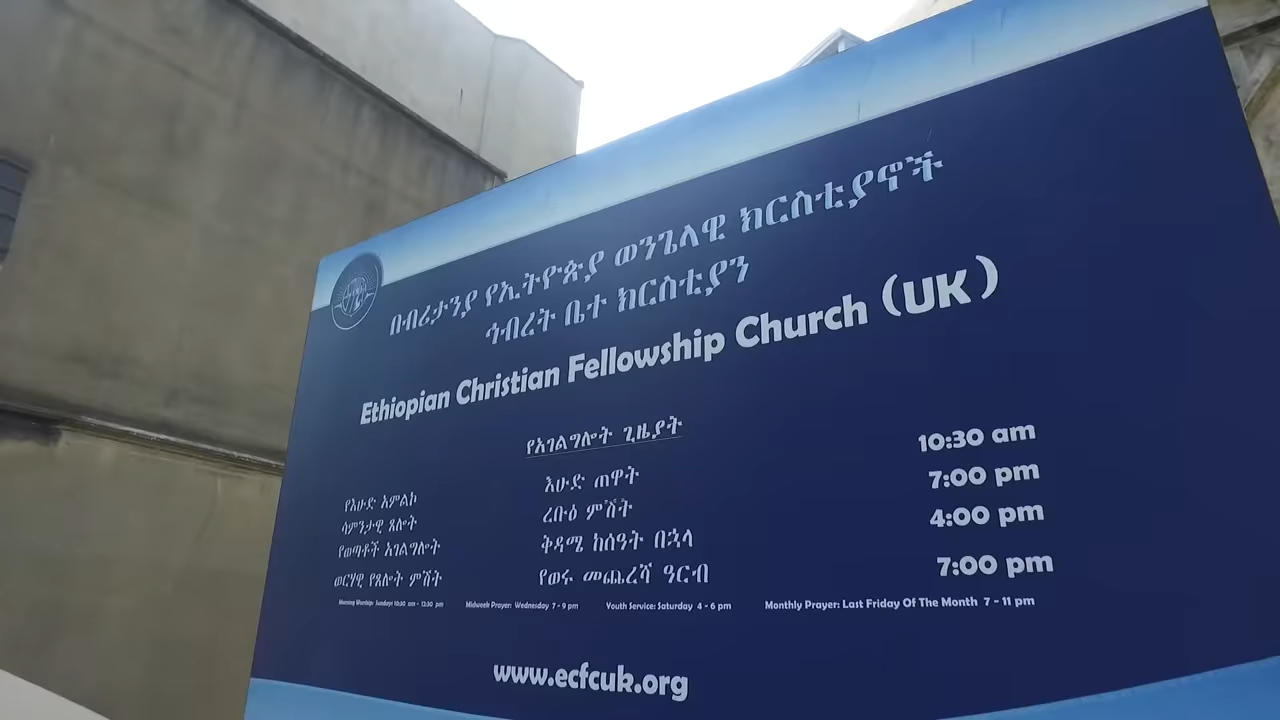 በብሪታንያ የኢትዮጵያ ወንጌላዊ ክርስቲያኖች
ኅብረት ቤተ ክርስቲያን
Ethiopian Christian Fellowship Church (UK)
የአገልግሎት ጊዜያት
የእሁድ አምልኮ እሁድ ጠዋት 10:30 am
ሳምንታዊ ጸሎት ረቡዕ ምሽት 7:00 pm
የወጣቶች አገልግሎት ቅዳሜ ከሰዓት በኋላ 4:00 pm
ወርሃዊ የጸሎት ምሽት የወሩ መጨረሻ ዓርብ 7:00 pm
Morning Worship: Sundays 10:30 am - 12:30 pm Midweek Prayer: Wednesday 7 - 9 pm Youth Service: Saturday 4 - 6 pm Monthly Prayer: Last Friday Of The Month 7 - 11 pm
www.ecfcuk.org